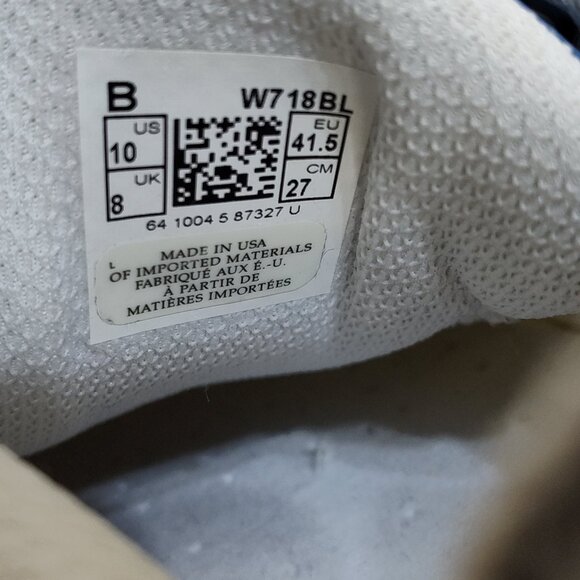 B W718BL
US EU
10 41.5
UK CM
8 27
64 1004 5 87327 U
L MADE IN USA
OF IMPORTED MATERIALS
FABRIQUÉ AUX É.-U.
À PARTIR DE
MATIÈRES IMPORTÉES